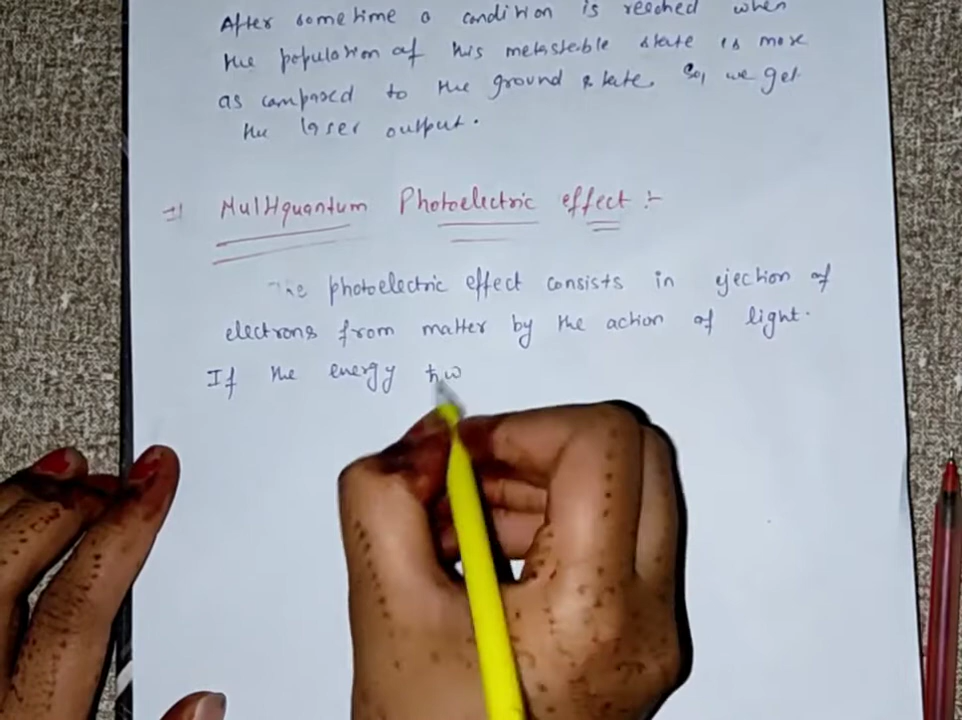 After sometime a condition is reached when
the population of this metastable state is more
as compared to the ground state. So, we get
the laser output.
=) Multiquantum Photoelectric effect :-
The photoelectric effect consists in ejection of
electrons from matter by the action of light.
If the energy ħω